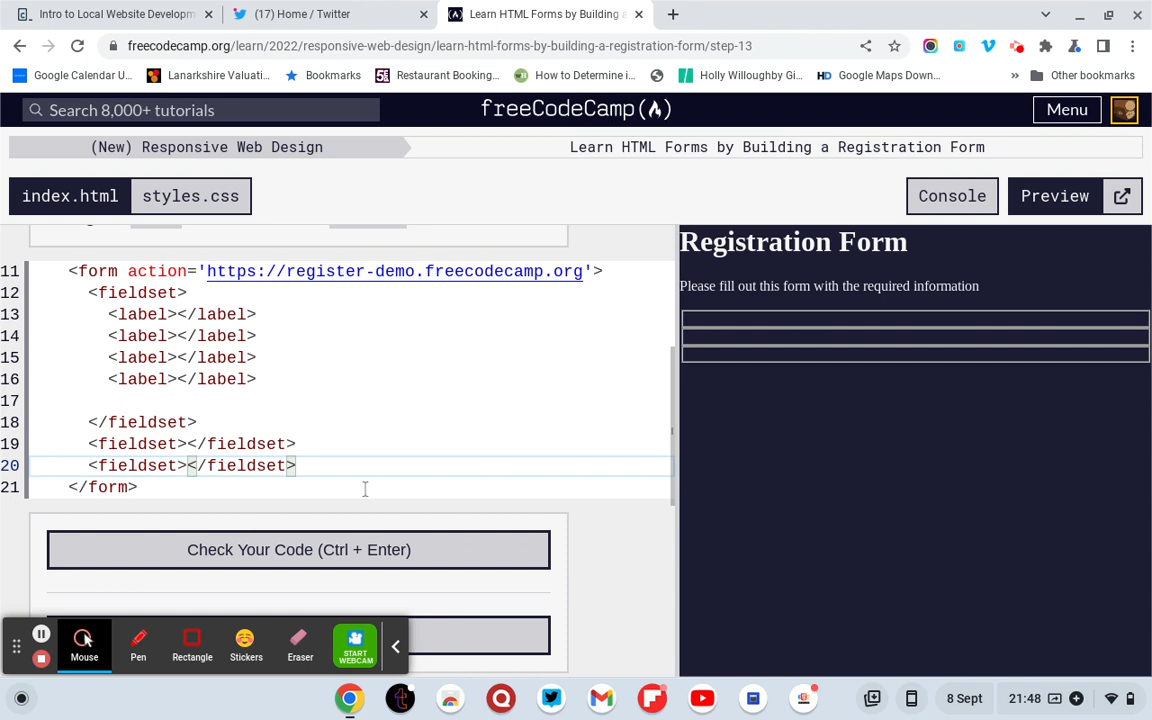 Intro to Local Website Developm
(17) Home / Twitter
Learn HTML Forms by Building a
freecodecamp.org/learn/2022/responsive-web-design/learn-html-forms-by-building-a-registration-form/step-13
Google Calendar U...
Lanarkshire Valuati...
Bookmarks
Restaurant Booking...
How to Determine i...
Holly Willoughby Gi...
HD Google Maps Down...
» Other bookmarks
Search 8,000+ tutorials
freeCodeCamp
Menu
(New) Responsive Web Design
Learn HTML Forms by Building a Registration Form
index.html
styles.css
Console
Preview
11 <form action='https://register-demo.freecodecamp.org'>
12 <fieldset>
13 <label></label>
14 <label></label>
15 <label></label>
16 <label></label>
17
18 </fieldset>
19 <fieldset></fieldset>
20 <fieldset></fieldset>
21 </form>
Registration Form
Please fill out this form with the required information
Check Your Code (Ctrl + Enter)
Mouse
Pen
Rectangle
Stickers
Eraser
START
WEBCAM
8 Sept
21:48